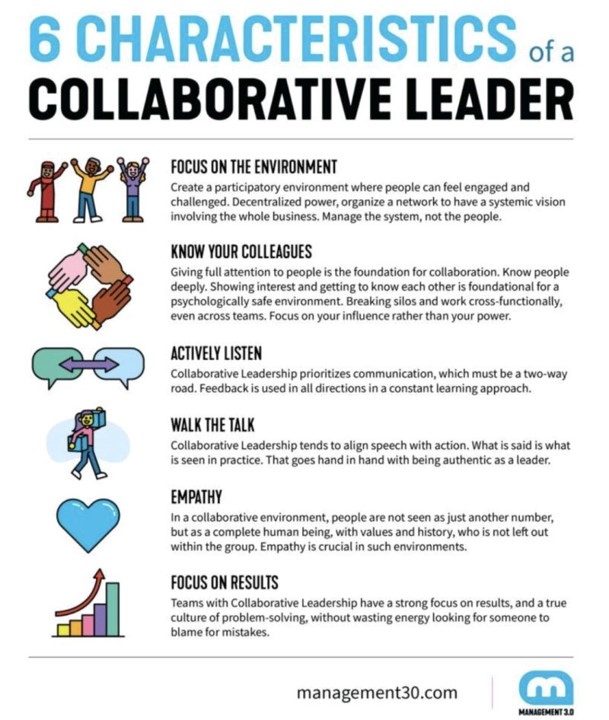 6 CHARACTERISTICS of a
COLLABORATIVE LEADER
FOCUS ON THE ENVIRONMENT
Create a participatory environment where people can feel engaged and
challenged. Decentralized power, organize a network to have a systemic vision
involving the whole business. Manage the system, not the people.
KNOW YOUR COLLEAGUES
Giving full attention to people is the foundation for collaboration. Know people
deeply. Showing interest and getting to know each other is foundational for a
psychologically safe environment. Breaking silos and work cross-functionally,
even across teams. Focus on your influence rather than your power.
ACTIVELY LISTEN
Collaborative Leadership prioritizes communication, which must be a two-way
road. Feedback is used in all directions in a constant learning approach.
WALK THE TALK
Collaborative Leadership tends to align speech with action. What is said is what
is seen in practice. That goes hand in hand with being authentic as a leader.
EMPATHY
In a collaborative environment, people are not seen as just another number,
but as a complete human being, with values and history, who is not left out
within the group. Empathy is crucial in such environments.
FOCUS ON RESULTS
Teams with Collaborative Leadership have a strong focus on results, and a true
culture of problem-solving, without wasting energy looking for someone to
blame for mistakes.
management30.com
MANAGEMENT 3.0